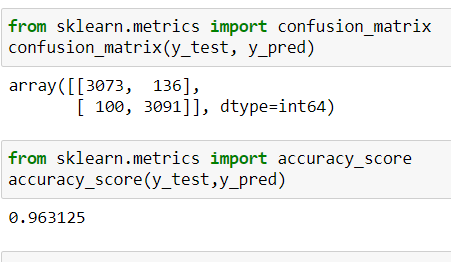 from sklearn.metrics import confusion_matrix
confusion_matrix(y_test, y_pred)
array([[3073,  136],
       [ 100, 3091]], dtype=int64)
from sklearn.metrics import accuracy_score
accuracy_score(y_test,y_pred)
0.963125